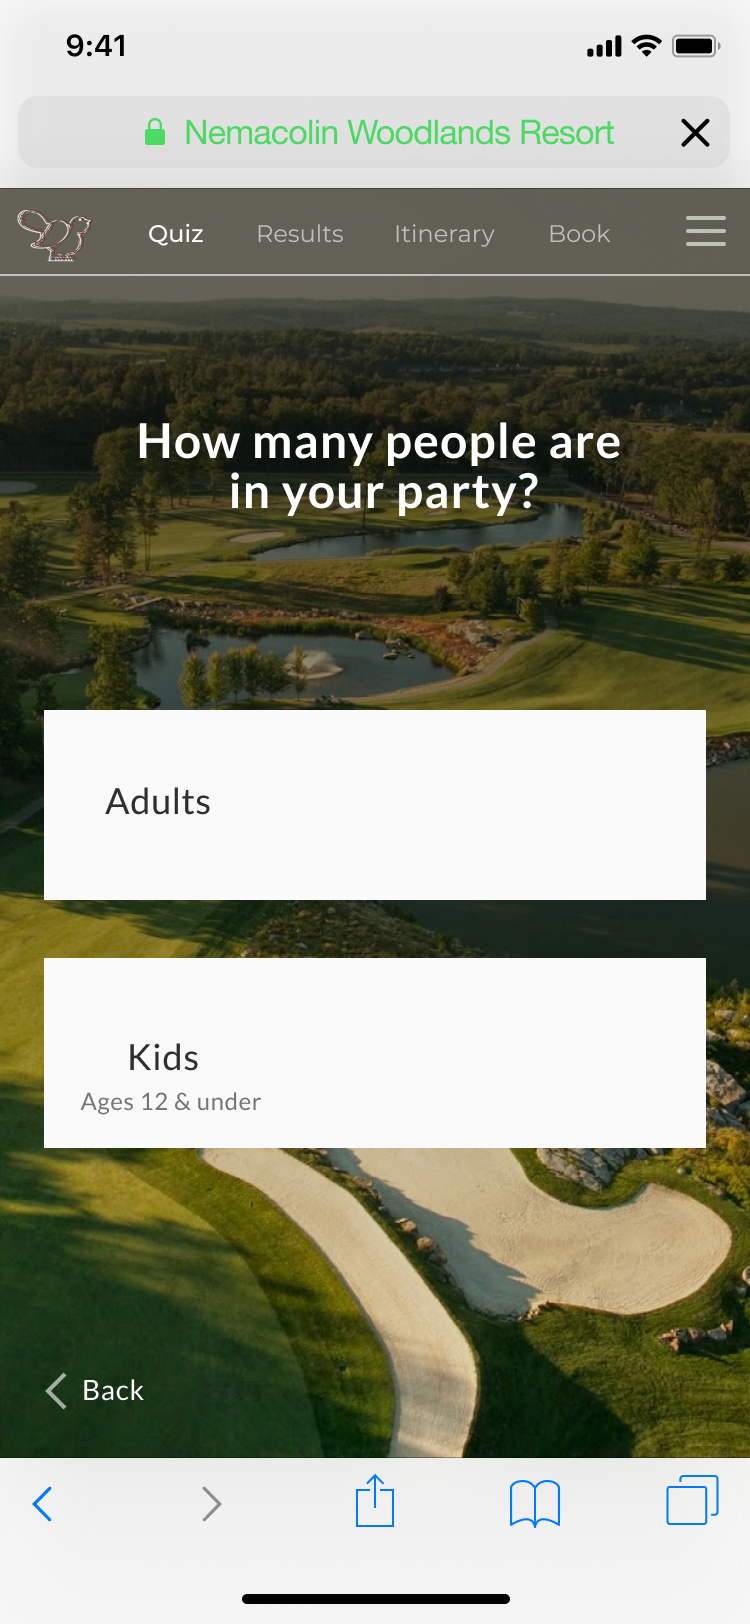 9:41
Nemacolin Woodlands Resort
Quiz Results Itinerary Book
How many people are
in your party?
Adults
Kids
Ages 12 & under
Back